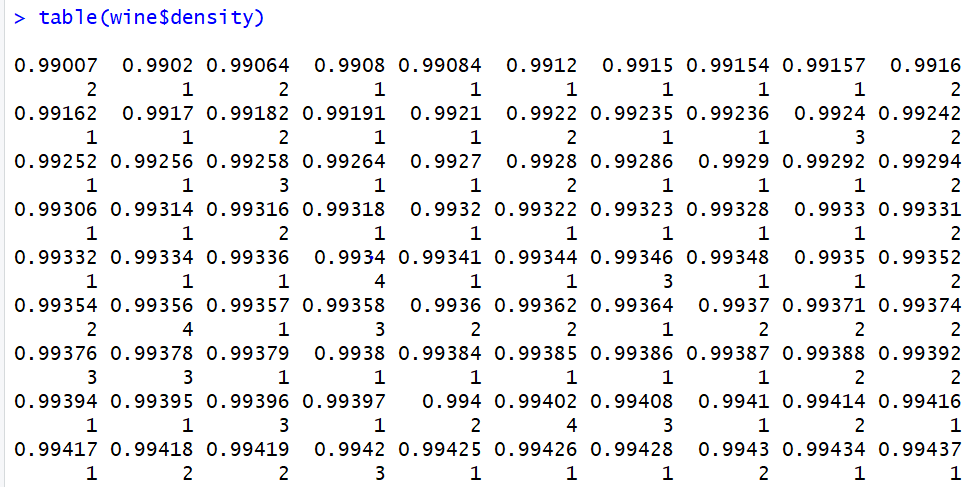 > table(wine$density)
0.99007 0.9902 0.99064 0.9908 0.99084 0.9912 0.9915 0.99154 0.99157 0.9916
2 1 2 1 1 1 1 1 1 2
0.99162 0.9917 0.99182 0.99191 0.9921 0.9922 0.99235 0.99236 0.9924 0.99242
1 1 2 1 1 2 1 1 3 2
0.99252 0.99256 0.99258 0.99264 0.9927 0.9928 0.99286 0.9929 0.99292 0.99294
1 1 3 1 1 2 1 1 1 2
0.99306 0.99314 0.99316 0.99318 0.9932 0.99322 0.99323 0.99328 0.9933 0.99331
1 1 2 1 1 1 1 1 1 2
0.99332 0.99334 0.99336 0.9934 0.99341 0.99344 0.99346 0.99348 0.9935 0.99352
1 1 1 4 1 1 3 1 1 2
0.99354 0.99356 0.99357 0.99358 0.9936 0.99362 0.99364 0.9937 0.99371 0.99374
2 4 1 3 2 2 1 2 2 2
0.99376 0.99378 0.99379 0.9938 0.99384 0.99385 0.99386 0.99387 0.99388 0.99392
3 3 1 1 1 1 1 1 2 2
0.99394 0.99395 0.99396 0.99397 0.994 0.99402 0.99408 0.9941 0.99414 0.99416
1 1 3 1 2 4 3 1 2 1
0.99417 0.99418 0.99419 0.9942 0.99425 0.99426 0.99428 0.9943 0.99434 0.99437
1 2 2 3 1 1 1 2 1 1